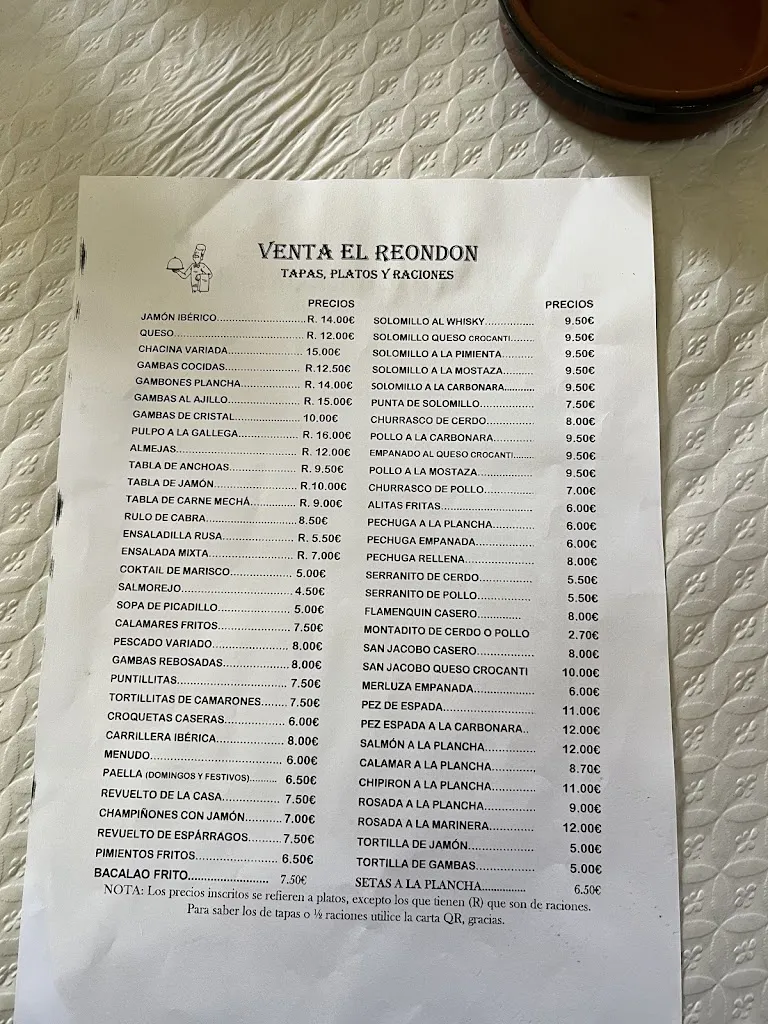 VENTA EL REONDON
TAPAS, PLATOS Y RACIONES
PRECIOS
JAMÓN IBÉRICO............................R. 14.00€
QUESO............................ R. 12.00€
CHACINA VARIADA...................... 15.00€
GAMBAS COCIDAS.....................R.12.50€
GAMBONES PLANCHA.................. R. 14.00€
GAMBAS AL AJILLO...................... R. 15.00€
GAMBAS DE CRISTAL.................... 10.00€
PULPO A LA GALLEGA.................. R. 16.00€
ALMEJAS............................ R. 12.00€
TABLA DE ANCHOAS.................... R. 9.50€
TABLA DE JAMÓN......................... R.10.00€
TABLA DE CARNE MECHÁ............. R. 9.00€
RULO DE CABRA...........................8.50€
ENSALADILLA RUSA...................... R. 5.50€
ENSALADA MIXTA.......................... R. 7.00€
COKTAIL DE MARISCO.................... 5.00€
SALMOREJO.................................. 4.50€
SOPA DE PICADILLO...................... 5.00€
CALAMARES FRITOS...................... 7.50€
PESCADO VARIADO....................... 8.00€
GAMBAS REBOSADAS.................... 8.00€
PUNTILLITAS................................. 7.50€
TORTILLITAS DE CAMARONES........ 7.50€
CROQUETAS CASERAS.................. 6.00€
CARRILLERA IBÉRICA.................... 8.00€
MENUDO........................................ 6.00€
PAELLA (DOMINGOS Y FESTIVOS)......... 6.50€
REVUELTO DE LA CASA................. 7.50€
CHAMPIÑONES CON JAMÓN..........7.00€
REVUELTO DE ESPÁRRAGOS..........7.50€
PIMIENTOS FRITOS........................ 6.50€
BACALAO FRITO......................... 7.50€
PRECIOS
SOLOMILLO AL WHISKY............... 9.50€
SOLOMILLO QUESO CROCANTI........ 9.50€
SOLOMILLO A LA PIMIENTA......... 9.50€
SOLOMILLO A LA MOSTAZA......... 9.50€
SOLOMILLO A LA CARBONARA.......... 9.50€
PUNTA DE SOLOMILLO................ 7.50€
CHURRASCO DE CERDO.............. 8.00€
POLLO A LA CARBONARA............ 9.50€
EMPANADO AL QUESO CROCANTI....... 9.50€
POLLO A LA MOSTAZA................ 9.50€
CHURRASCO DE POLLO............... 7.00€
ALITAS FRITAS.......................... 6.00€
PECHUGA A LA PLANCHA............ 6.00€
PECHUGA EMPANADA................. 6.00€
PECHUGA RELLENA.................... 8.00€
SERRANITO DE CERDO................ 5.50€
SERRANITO DE POLLO................ 5.50€
FLAMENQUIN CASERO............. 8.00€
MONTADITO DE CERDO O POLLO 2.70€
SAN JACOBO CASERO................. 8.00€
SAN JACOBO QUESO CROCANTI 10.00€
MERLUZA EMPANADA.................. 6.00€
PEZ DE ESPADA........................... 11.00€
PEZ ESPADA A LA CARBONARA.. 12.00€
SALMÓN A LA PLANCHA............... 12.00€
CALAMAR A LA PLANCHA............. 8.70€
CHIPIRON A LA PLANCHA............. 11.00€
ROSADA A LA PLANCHA............... 9.00€
ROSADA A LA MARINERA............. 12.00€
TORTILLA DE JAMÓN.................... 5.00€
TORTILLA DE GAMBAS.................. 5.00€
SETAS A LA PLANCHA.............. 6.50€
NOTA: Los precios inscritos se refieren a platos, excepto los que tienen (R) que son de raciones.
Para saber los de tapas o ½ raciones utilice la carta QR, gracias.